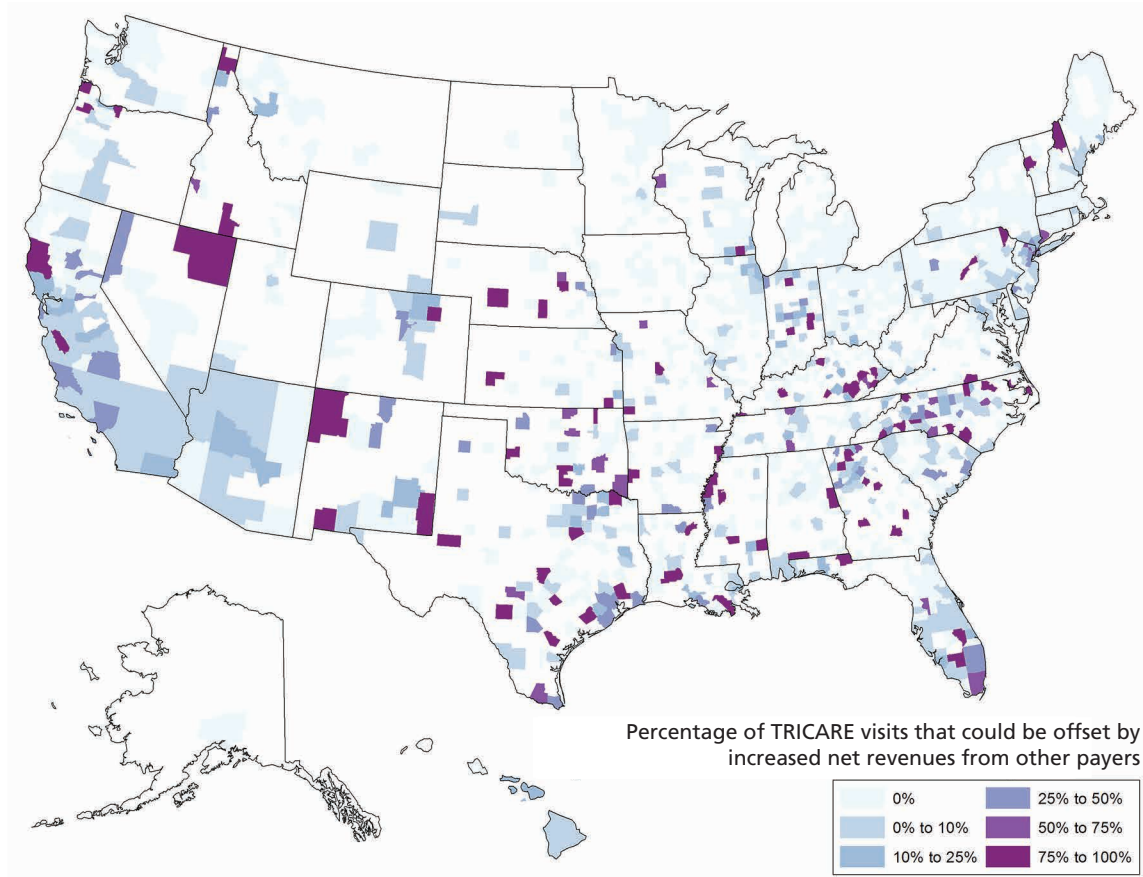 Percentage of TRICARE visits that could be offset by
increased net revenues from other payers
0%
25% to 50%
0% to 10%
50% to 75%
10% to 25%
75% to 100%